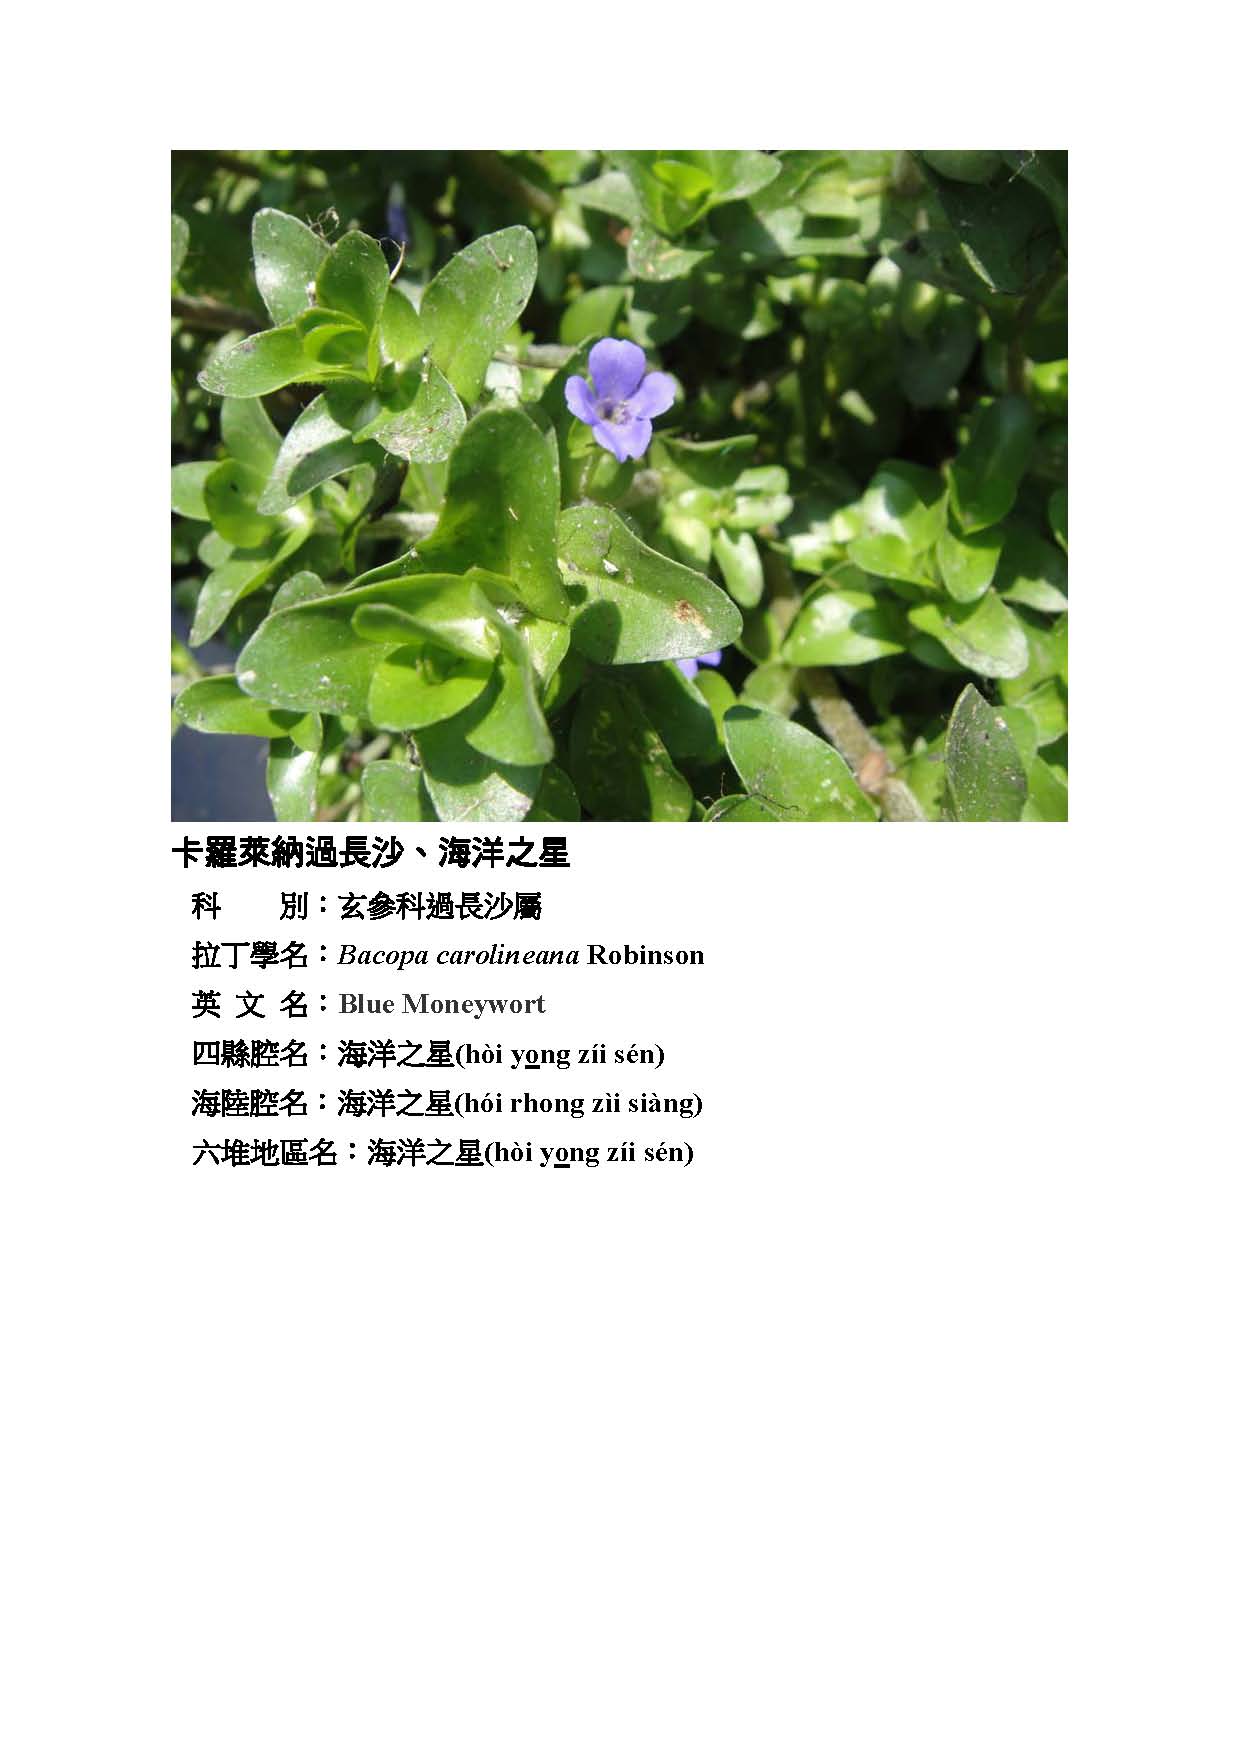 卡羅萊納過長沙、海洋之星
科　　別：玄參科過長沙屬
拉丁學名：Bacopa carolineana Robinson
英 文 名：Blue Moneywort
四縣腔名：海洋之星(hòi yong zíi sén)
海陸腔名：海洋之星(hói rhong zìi siàng)
六堆地區名：海洋之星(hòi yong zíi sén)